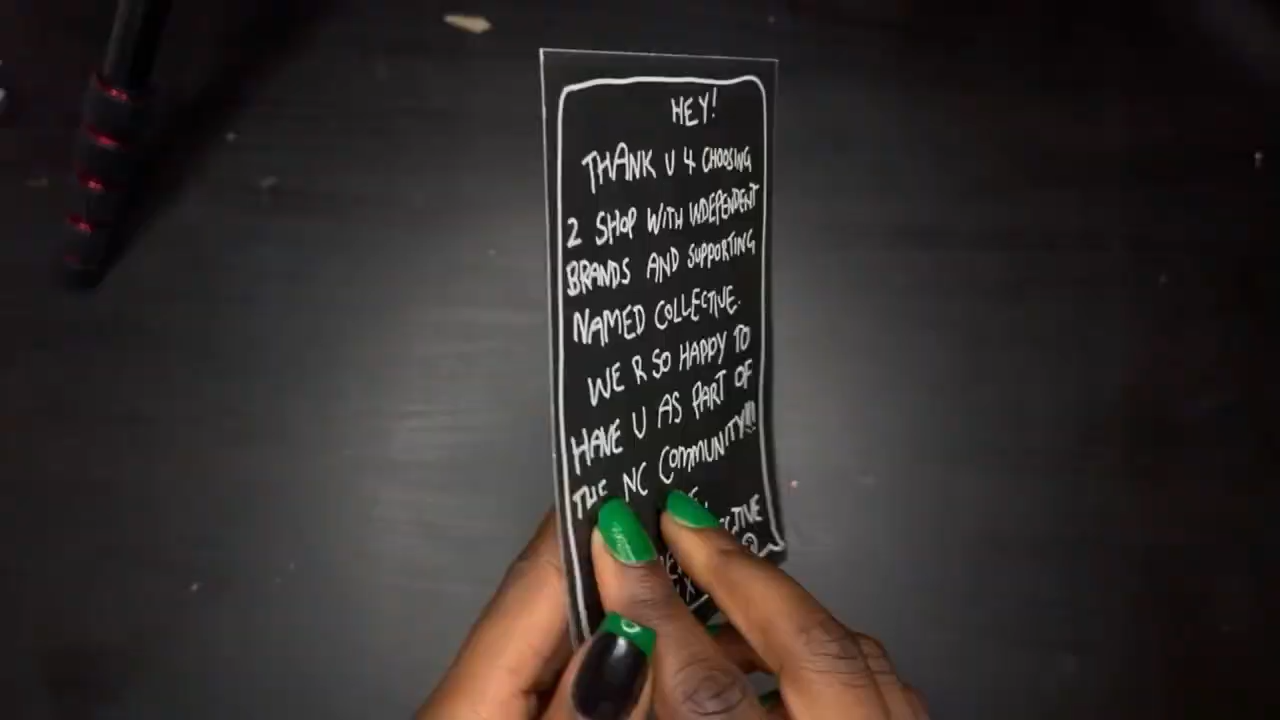 HEY!
THANK U 4 CHOOSING
2 SHOP WITH INDEPENDENT
BRANDS AND SUPPORTING
NAMED COLLECTIVE.
WE R SO HAPPY TO
HAVE U AS PART OF
THE NC COMMUNITY!!!